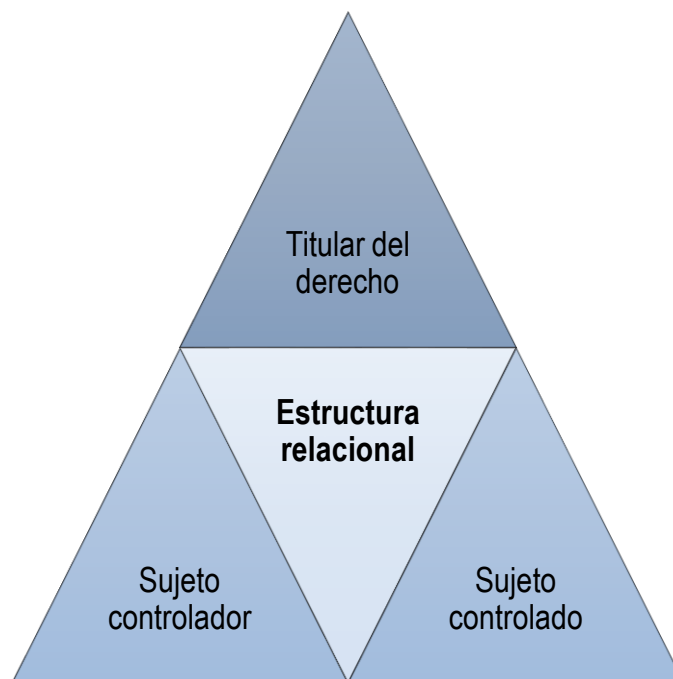 Titular del
derecho
Estructura
relacional
Sujeto
controlador
Sujeto
controlado